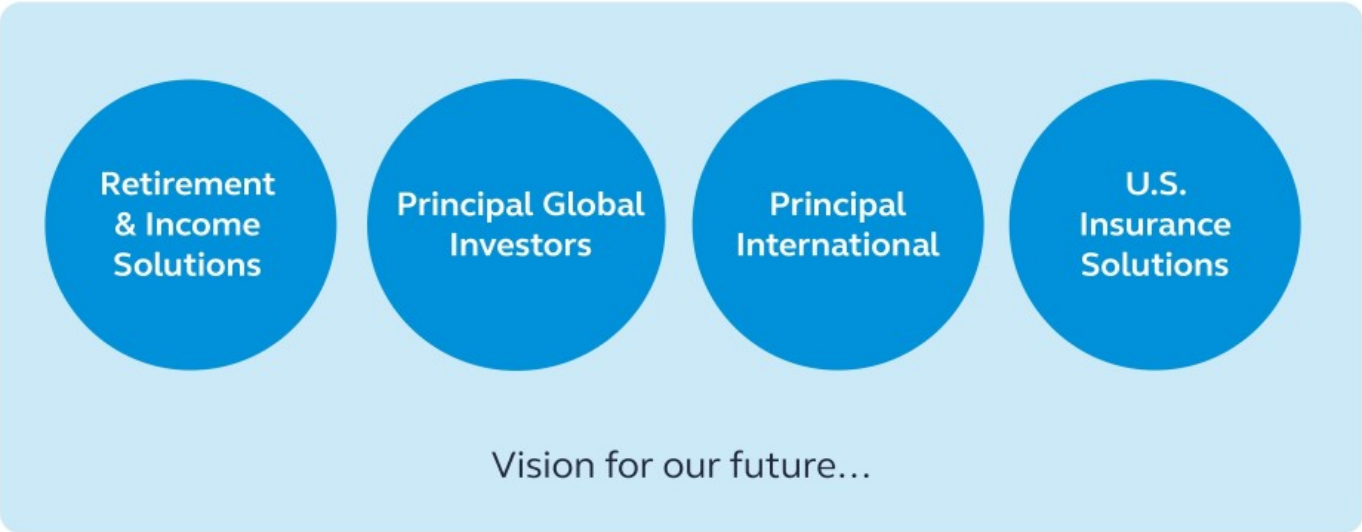 Retirement
& Income
Solutions
Principal Global
Investors
Principal
International
U.S.
Insurance
Solutions
Vision for our future…